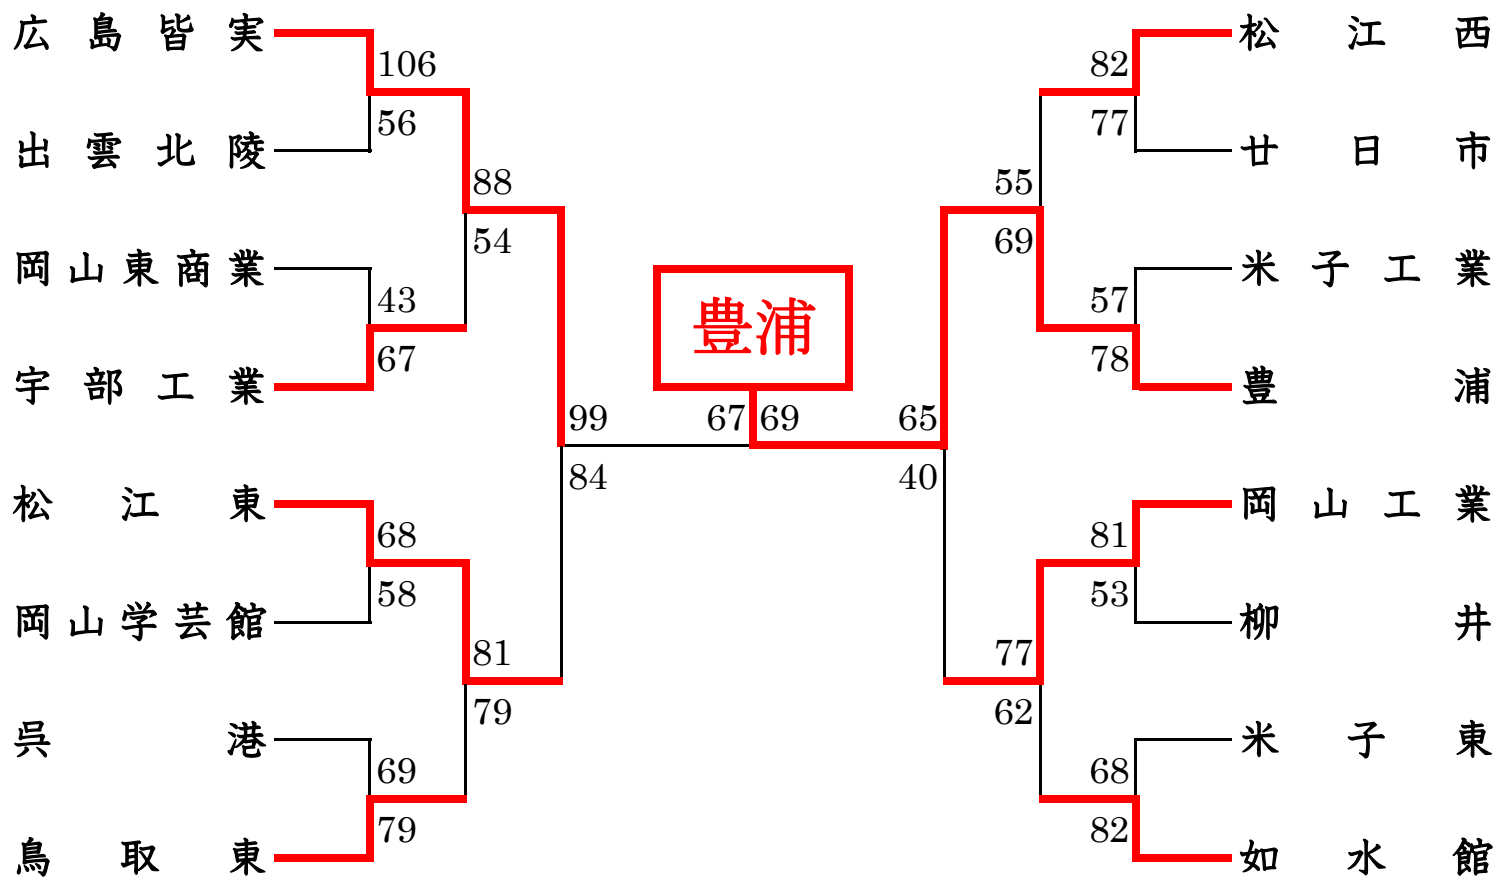 広島皆実
106
56
出雲北陵
88
54
岡山東商業
43
67
宇部工業
99
84
松江東
68
58
岡山学芸館
81
79
呉港
69
79
鳥取東
豊浦
67 69
松江西
82
77
廿日市
55
69
米子工業
57
78
豊浦
65
40
岡山工業
81
53
柳井
77
62
米子東
68
82
如水館